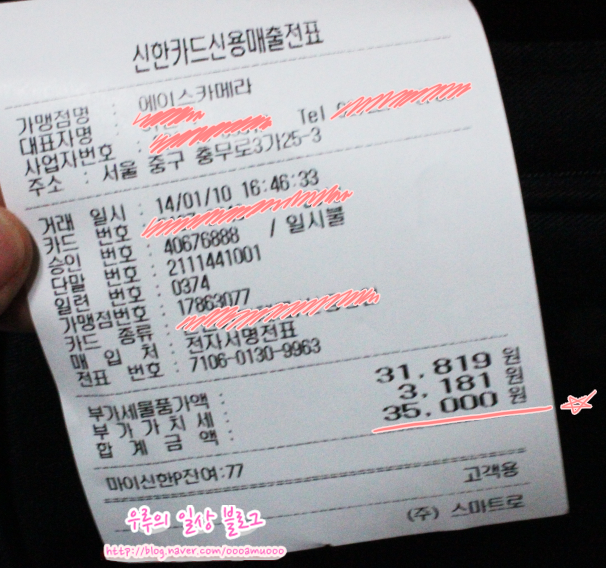 신한카드신용매출전표
가맹점명 : 에이스카메라
대표자명 :
사업자번호 : Tel
주소 : 서울 중구 충무로3가25-3
거래 일시 : 14/01/10 16:46:33
카드 번호 : / 일시불
승인 번호 : 40676888
단말 번호 : 2111441001
일련 번호 : 0374
가맹점번호 : 17863077
카드 종류 :
매 입 처 : 전자서명전표
전표 번호 : 7106-0130-9963
부가세물품가액 : 31.819 원
부 가 가 치 세 : 3.181 원
합 계 금 액 : 35.000 원
마이신한P잔여:77
고객용
(주) 스마트로
우루의 일상 블로그
http://blog.naver.com/oooamuooo